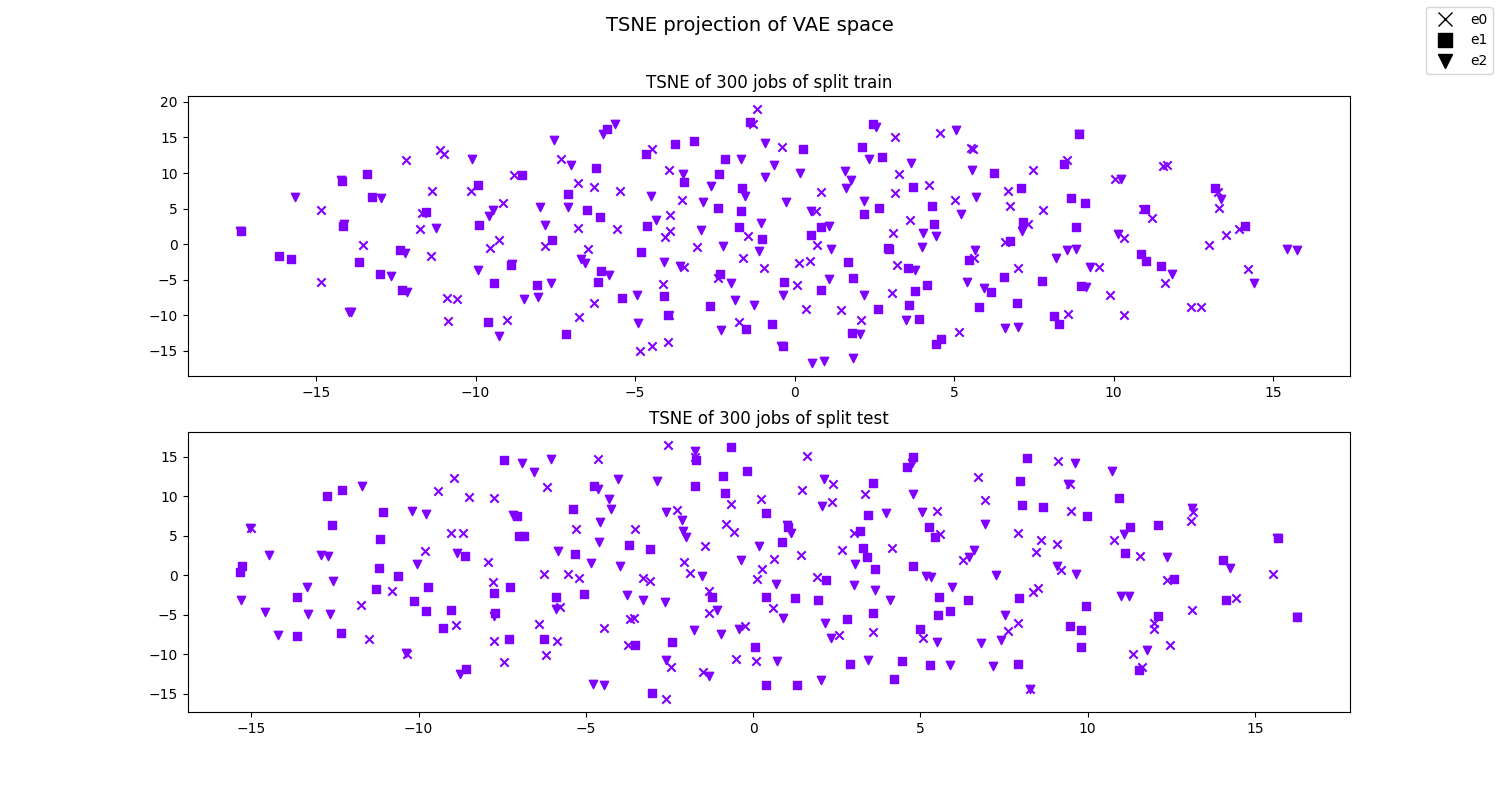 TSNE projection of VAE space
e0
e1
e2
TSNE of 300 jobs of split train
20
15
10
5
0
−5
−10
−15
−15 −10 −5 0 5 10 15
TSNE of 300 jobs of split test
15
10
5
0
−5
−10
−15
−15 −10 −5 0 5 10 15